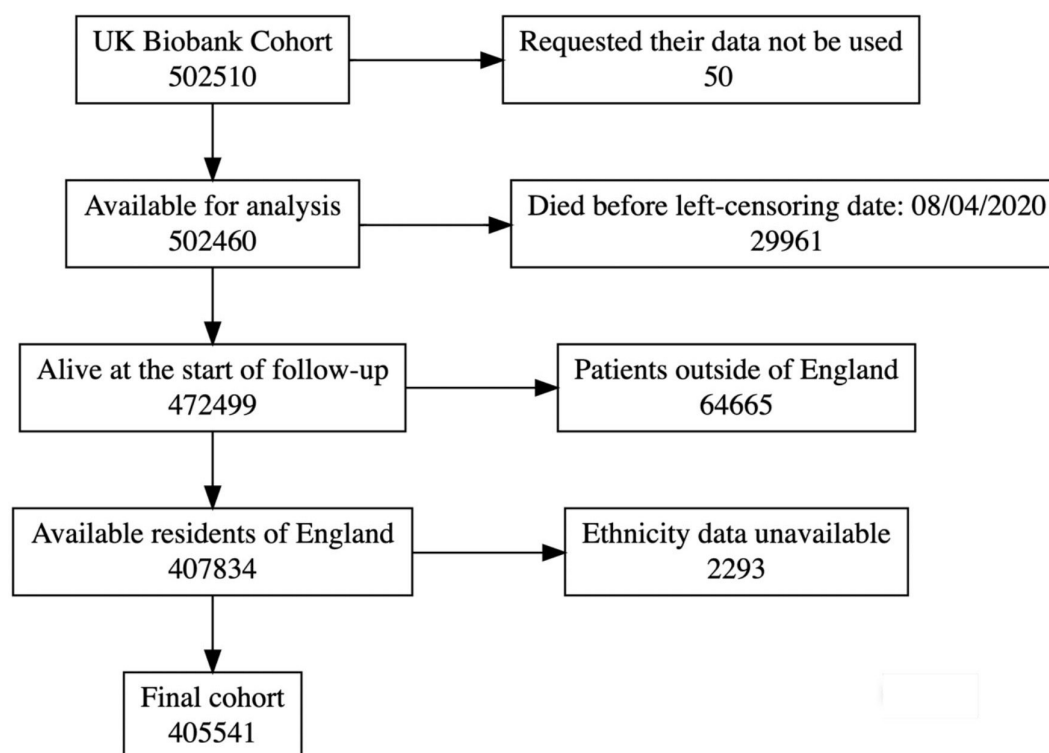 UK Biobank Cohort
502510
Requested their data not be used
50
Available for analysis
502460
Died before left-censoring date: 08/04/2020
29961
Alive at the start of follow-up
472499
Patients outside of England
64665
Available residents of England
407834
Ethnicity data unavailable
2293
Final cohort
405541